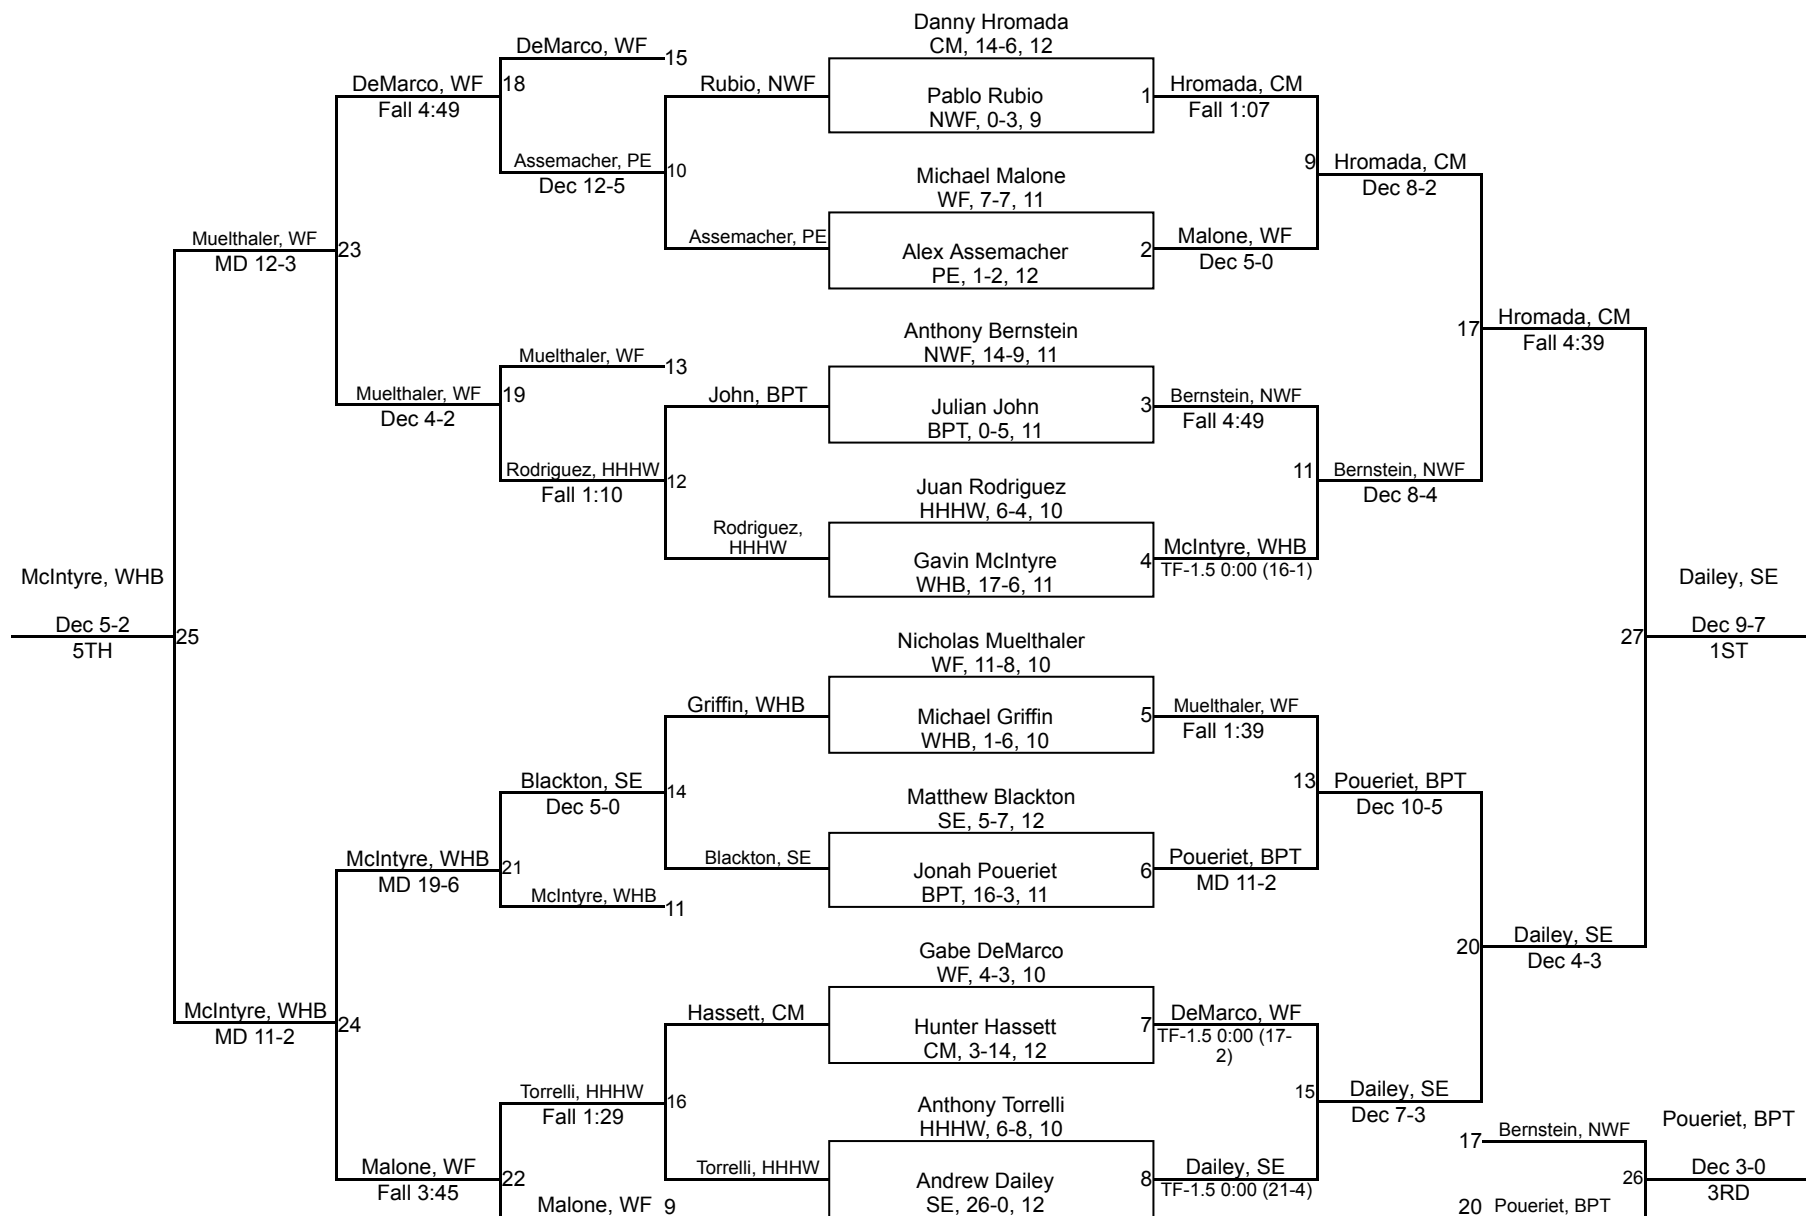 Danny Hromada
CM, 14-6, 12
DeMarco, WF
15
DeMarco, WF
18
Rubio, NWF
Pablo Rubio
NWF, 0-3, 9
1
Hromada, CM
Fall 4:49
Fall 1:07
Assemacher, PE
10
Dec 12-5
Michael Malone
WF, 7-7, 11
9
Hromada, CM
Dec 8-2
Muelthaler, WF
23
MD 12-3
Assemacher, PE
Alex Assemacher
PE, 1-2, 12
2
Malone, WF
Dec 5-0
Anthony Bernstein
NWF, 14-9, 11
17
Hromada, CM
Fall 4:39
Muelthaler, WF
13
Muelthaler, WF
19
Dec 4-2
John, BPT
Julian John
BPT, 0-5, 11
3
Bernstein, NWF
Fall 4:49
Rodriguez, HHHW
12
Fall 1:10
Juan Rodriguez
HHHW, 6-4, 10
11
Bernstein, NWF
Dec 8-4
Rodriguez,
HHHW
Gavin McIntyre
WHB, 17-6, 11
4
McIntyre, WHB
TF-1.5 0:00 (16-1)
McIntyre, WHB
Dec 5-2
25
5TH
Dailey, SE
27
Dec 9-7
1ST
Nicholas Muelthaler
WF, 11-8, 10
Griffin, WHB
Michael Griffin
WHB, 1-6, 10
5
Muelthaler, WF
Fall 1:39
Blackton, SE
14
Dec 5-0
Matthew Blackton
SE, 5-7, 12
13
Poueriet, BPT
Dec 10-5
McIntyre, WHB
21
MD 19-6
Blackton, SE
Jonah Poueriet
BPT, 16-3, 11
6
Poueriet, BPT
MD 11-2
McIntyre, WHB
11
Gabe DeMarco
WF, 4-3, 10
20
Dailey, SE
Dec 4-3
McIntyre, WHB
24
MD 11-2
Hassett, CM
Hunter Hassett
CM, 3-14, 12
7
DeMarco, WF
TF-1.5 0:00 (17-
2)
Torrelli, HHHW
16
Fall 1:29
Anthony Torrelli
HHHW, 6-8, 10
15
Dailey, SE
Dec 7-3
17
Bernstein, NWF
Poueriet, BPT
Malone, WF
22
Fall 3:45
Torrelli, HHHW
Andrew Dailey
SE, 26-0, 12
8
Dailey, SE
TF-1.5 0:00 (21-4)
26
Dec 3-0
3RD
Malone, WF
9
20
Poueriet, BPT